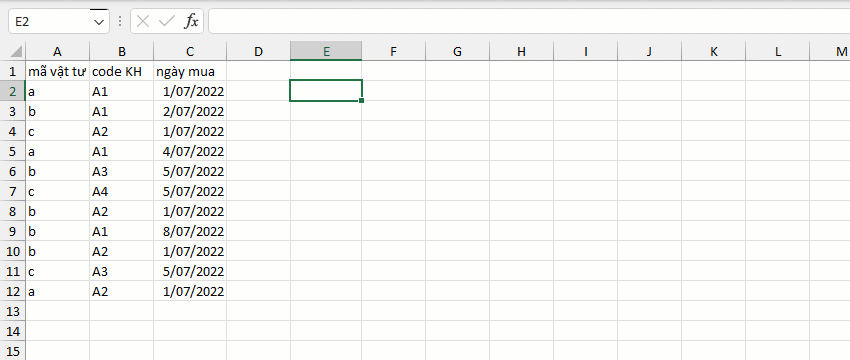 E2 fx
A B C D E F G H I J K L M
1 mã vật tư code KH ngày mua
2 a A1 1/07/2022
3 b A1 2/07/2022
4 c A2 1/07/2022
5 a A1 4/07/2022
6 b A3 5/07/2022
7 c A4 5/07/2022
8 b A2 1/07/2022
9 b A1 8/07/2022
10 b A2 1/07/2022
11 c A3 5/07/2022
12 a A2 1/07/2022
13
14
15